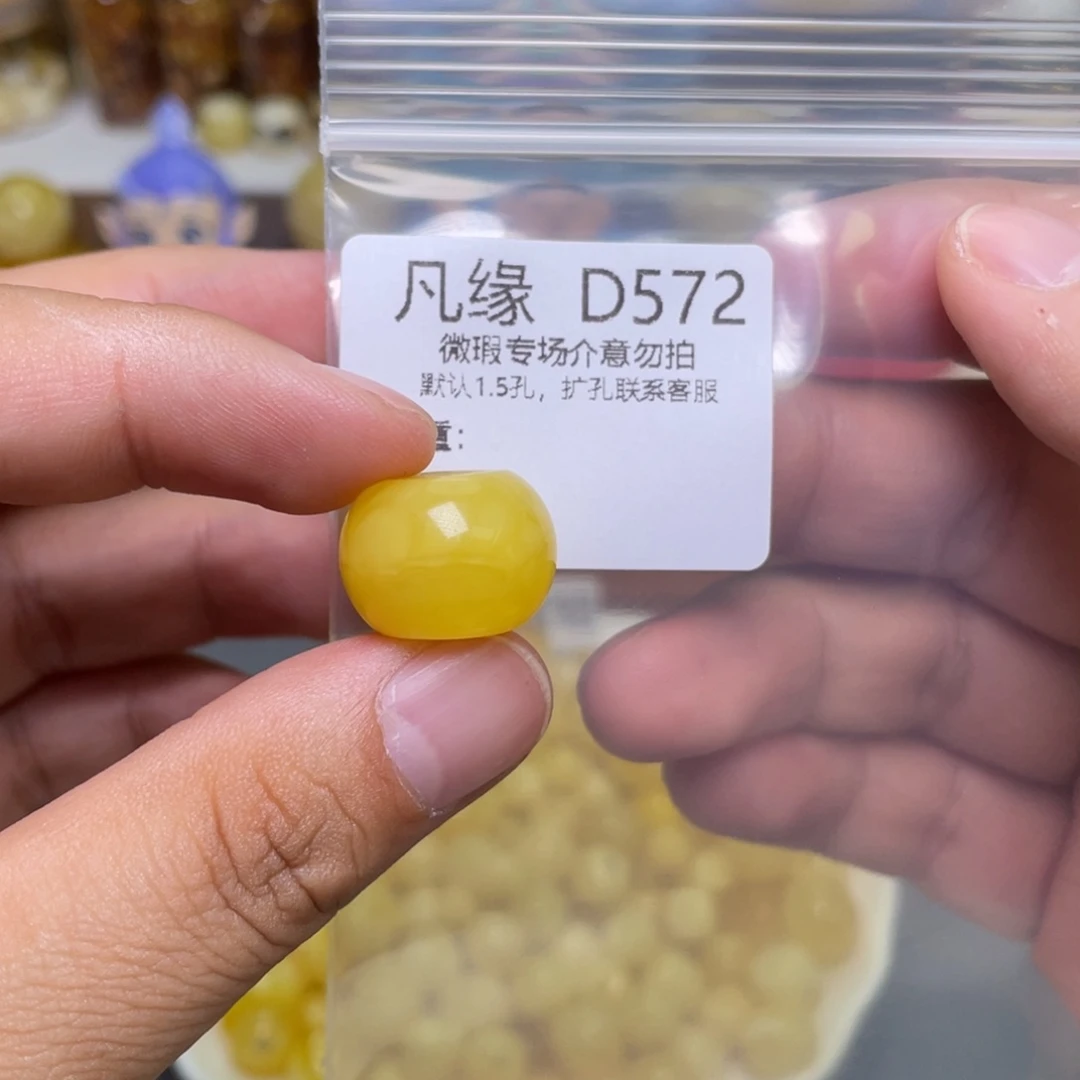 凡缘 D572
微瑕专场介意勿拍
默认1.5孔，扩孔联系客服
重：